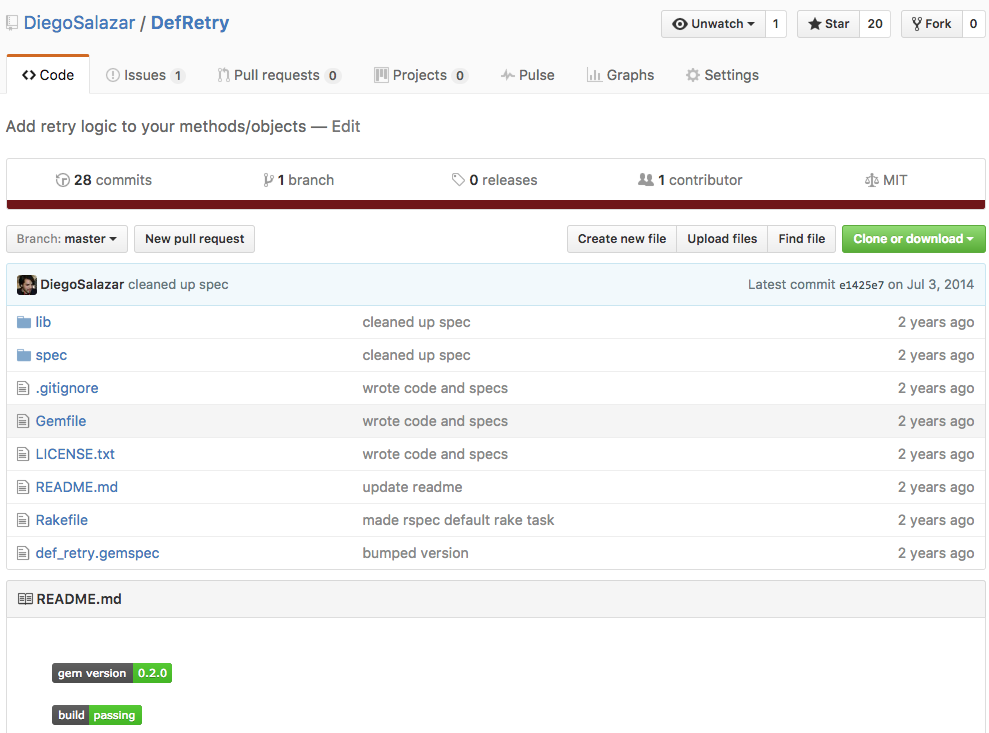 DiegoSalazar / DefRetry Unwatch 1 Star 20 Fork 0
Code Issues 1 Pull requests 0 Projects 0 Pulse Graphs Settings
Add retry logic to your methods/objects — Edit
28 commits 1 branch 0 releases 1 contributor MIT
Branch: master New pull request Create new file Upload files Find file Clone or download
DiegoSalazar cleaned up spec Latest commit e1425e7 on Jul 3, 2014
lib cleaned up spec 2 years ago
spec cleaned up spec 2 years ago
.gitignore wrote code and specs 2 years ago
Gemfile wrote code and specs 2 years ago
LICENSE.txt wrote code and specs 2 years ago
README.md update readme 2 years ago
Rakefile made rspec default rake task 2 years ago
def_retry.gemspec bumped version 2 years ago
README.md
gem version 0.2.0
build passing